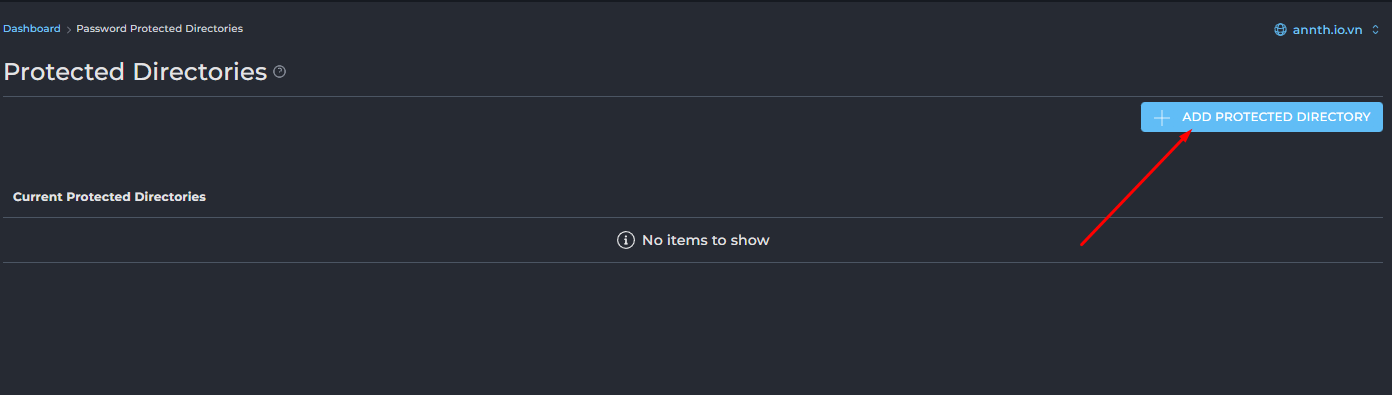 Dashboard > Password Protected Directories
annth.io.vn
Protected Directories
ADD PROTECTED DIRECTORY
Current Protected Directories
No items to show